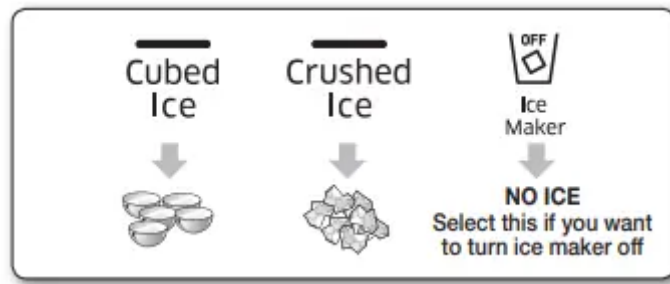 Cubed
Ice
Crushed
Ice
OFF
Ice
Maker
NO ICE
Select this if you want
to turn ice maker off